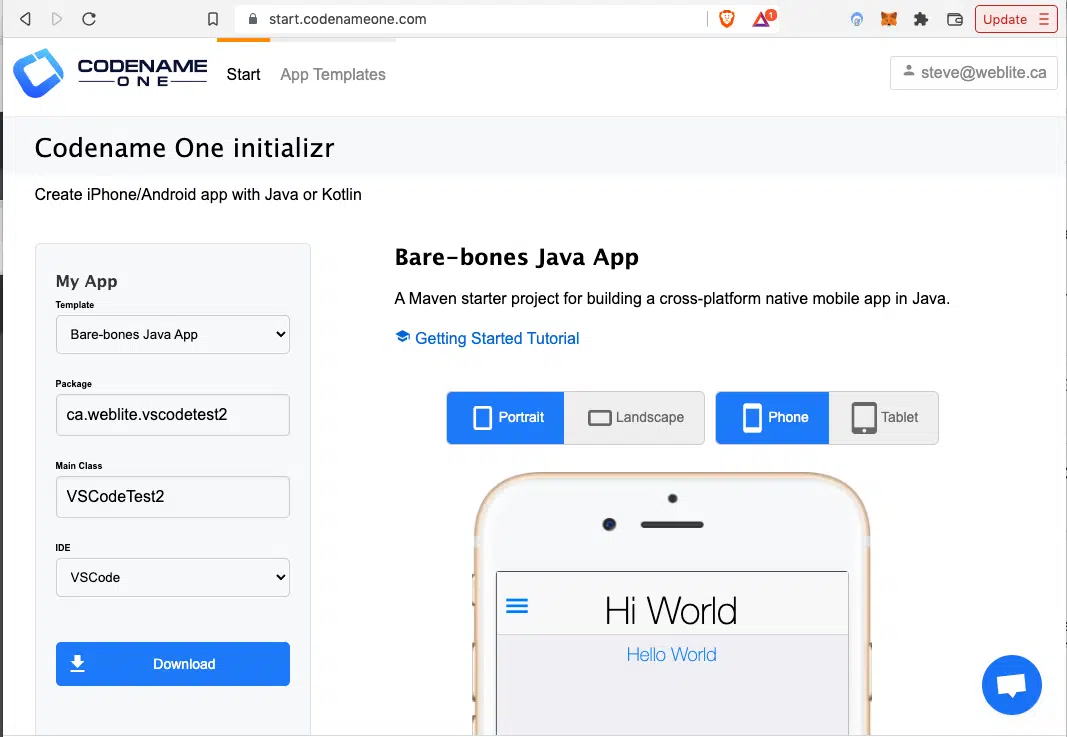 start.codenameone.com
1
Update
CODENAME
ONE
Start
App Templates
steve@weblite.ca
Codename One initializr
Create iPhone/Android app with Java or Kotlin
My App
Template
Bare-bones Java App
Package
ca.weblite.vscodetest2
Main Class
VSCodeTest2
IDE
VSCode
Download
Bare-bones Java App
A Maven starter project for building a cross-platform native mobile app in Java.
Getting Started Tutorial
Portrait
Landscape
Phone
Tablet
Hi World
Hello World